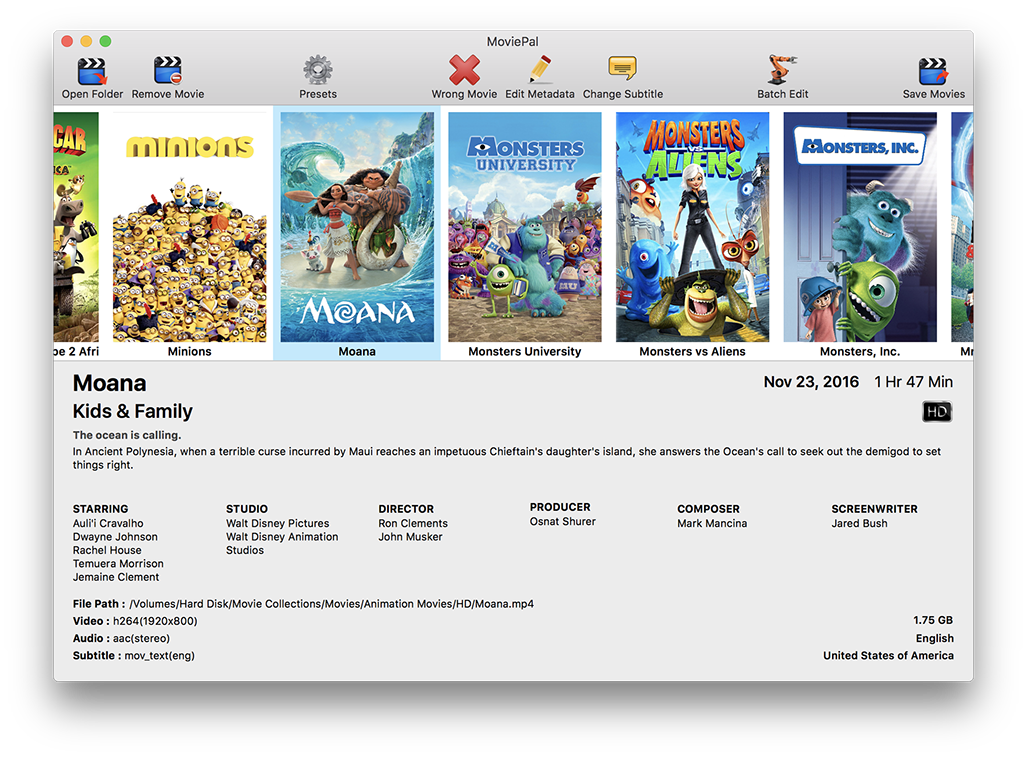 MoviePal
Open Folder
Remove Movie
Presets
Wrong Movie
Edit Metadata
Change Subtitle
Batch Edit
Save Movies
CAR
minions
MOANA
MONSTERS
UNIVERSITY
MU
MONSTERS
VS
ALIENS
MONSTERS, INC.
pe 2 Afri
Minions
Moana
Monsters University
Monsters vs Aliens
Monsters, Inc.
Moana
Nov 23, 2016 1 Hr 47 Min
Kids & Family
HD
The ocean is calling.
In Ancient Polynesia, when a terrible curse incurred by Maui reaches an impetuous Chieftain's daughter's island, she answers the Ocean's call to seek out the demigod to set
things right.
STARRING
Auli'i Cravalho
Dwayne Johnson
Rachel House
Temuera Morrison
Jemaine Clement
STUDIO
Walt Disney Pictures
Walt Disney Animation
Studios
DIRECTOR
Ron Clements
John Musker
PRODUCER
Osnat Shurer
COMPOSER
Mark Mancina
SCREENWRITER
Jared Bush
File Path : /Volumes/Hard Disk/Movie Collections/Movies/Animation Movies/HD/Moana.mp4
Video : h264(1920x800)
1.75 GB
Audio : aac(stereo)
English
Subtitle : mov_text(eng)
United States of America